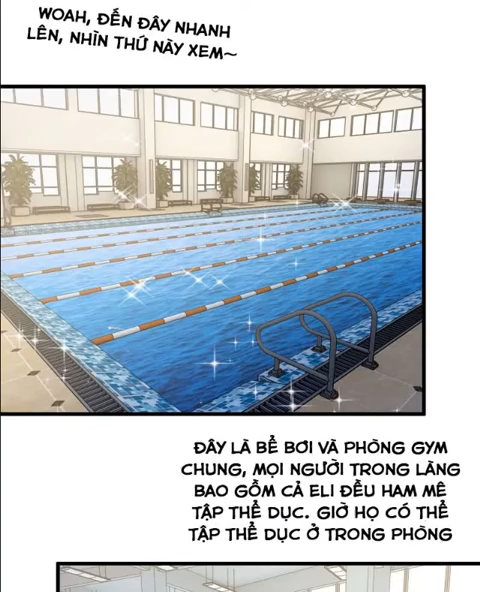 WOAH, ĐẾN ĐÂY NHANH
LÊN, NHÌN THỨ NÀY XEM~
ĐÂY LÀ BỂ BƠI VÀ PHÒNG GYM
CHUNG, MỌI NGƯỜI TRONG LÀNG
BAO GỒM CẢ ELI ĐỀU HAM MÊ
TẬP THỂ DỤC. GIỜ HỌ CÓ THỂ
TẬP THỂ DỤC Ở TRONG PHÒNG